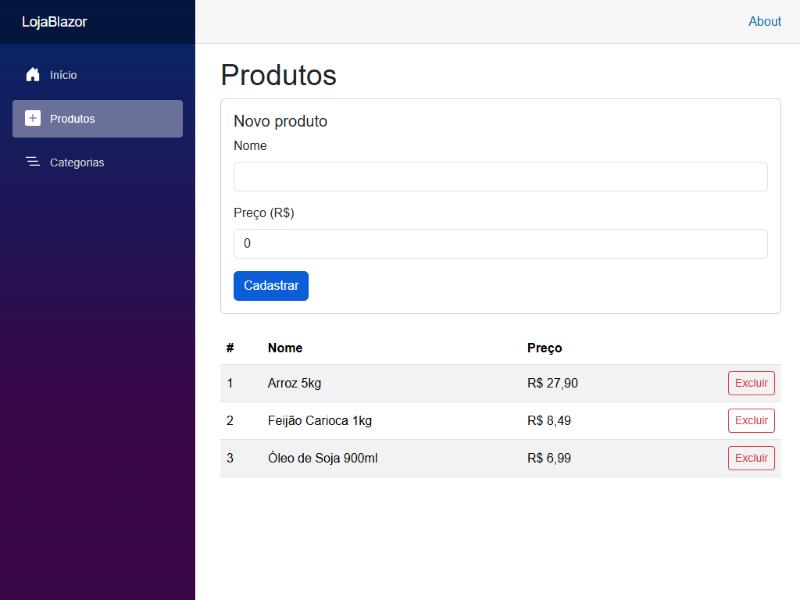 LojaBlazor
About
Início
Produtos
Categorias
Produtos
Novo produto
Nome
Preço (R$)
0
Cadastrar
# Nome Preço
1 Arroz 5kg R$ 27,90 Excluir
2 Feijão Carioca 1kg R$ 8,49 Excluir
3 Óleo de Soja 900ml R$ 6,99 Excluir